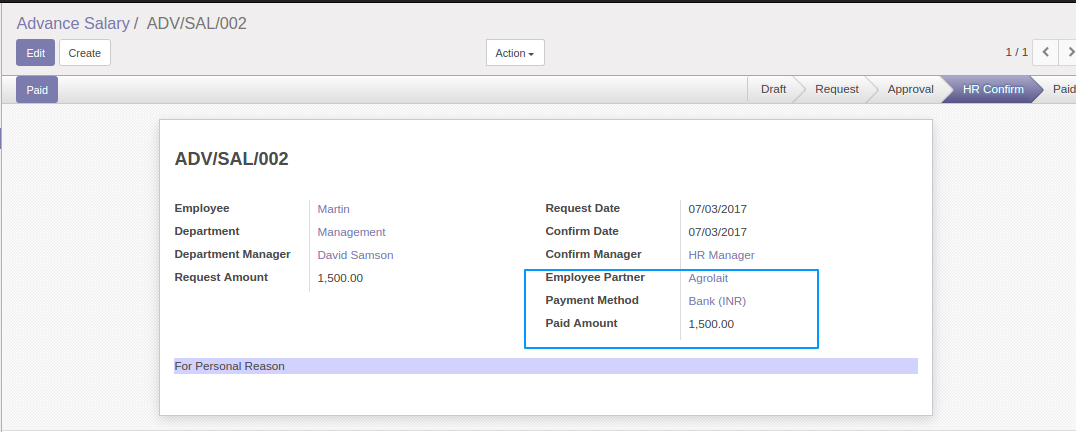 Advance Salary / ADV/SAL/002
Edit Create Action 1 / 1
Paid Draft Request Approval HR Confirm Paid
ADV/SAL/002
Employee Martin Request Date 07/03/2017
Department Management Confirm Date 07/03/2017
Department Manager David Samson Confirm Manager HR Manager
Request Amount 1,500.00 Employee Partner Agrolait
Payment Method Bank (INR)
Paid Amount 1,500.00
For Personal Reason